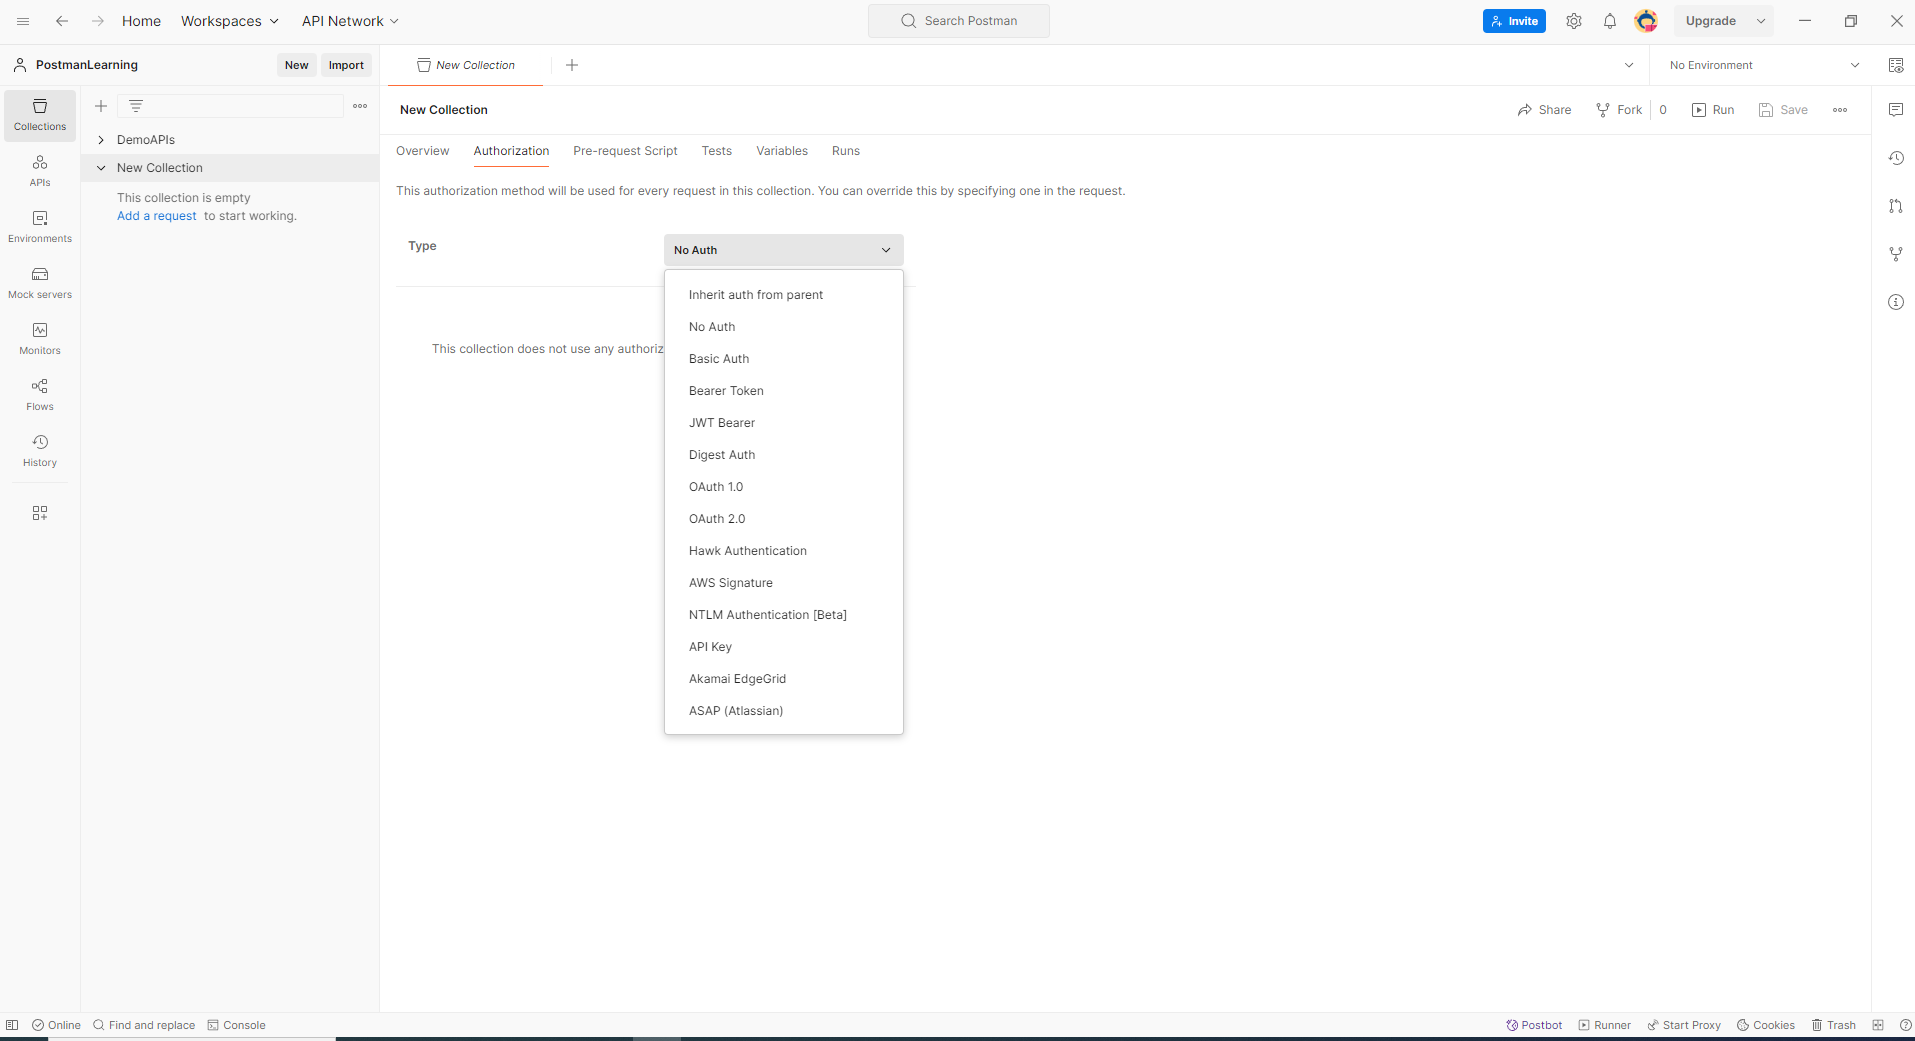 Home Workspaces API Network Search Postman Invite Upgrade
PostmanLearning New Import New Collection No Environment
Collections
APIs
Environments
Mock servers
Monitors
Flows
History
DemoAPIs
New Collection
This collection is empty
Add a request to start working.
New Collection Share Fork 0 Run Save
Overview Authorization Pre-request Script Tests Variables Runs
This authorization method will be used for every request in this collection. You can override this by specifying one in the request.
Type No Auth
This collection does not use any authoriz
Inherit auth from parent
No Auth
Basic Auth
Bearer Token
JWT Bearer
Digest Auth
OAuth 1.0
OAuth 2.0
Hawk Authentication
AWS Signature
NTLM Authentication [Beta]
API Key
Akamai EdgeGrid
ASAP (Atlassian)
Online Find and replace Console Postbot Runner Start Proxy Cookies Trash